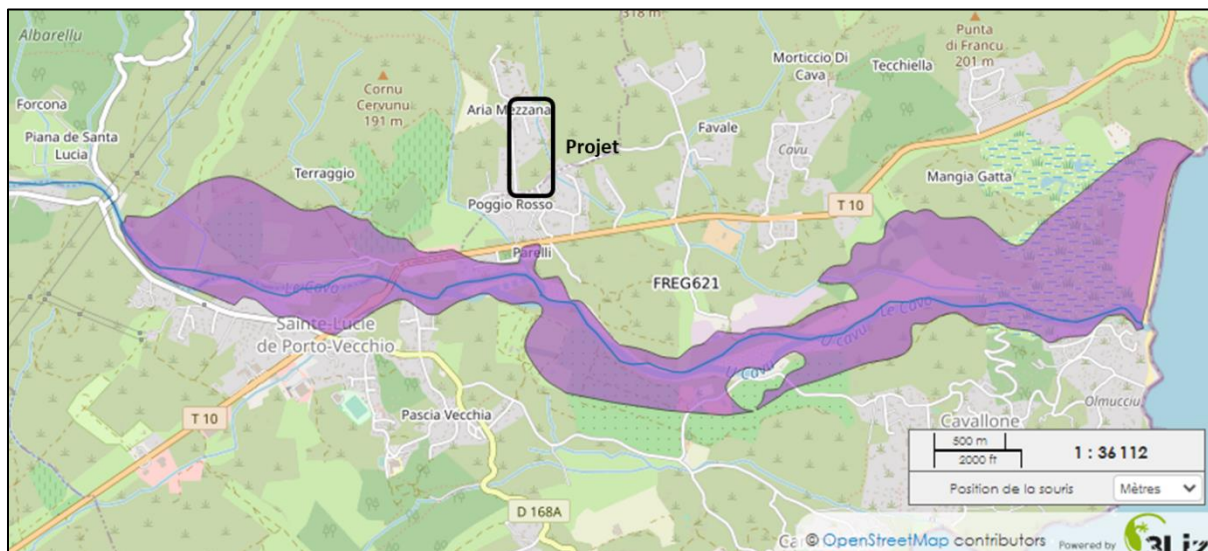 Albarellu
318 m
Punta
di Francu
201 m
Morticcio Di
Cava
Tecchiella
Forcona
Cornu
Cervunu
191 m
Aria Mezzana
Piana de Santa
Lucia
Projet
Favale
Cavu
Terraggio
Mangia Gatta
Poggio Rosso
T 10
Parelli
FREG621
Le Cavo
Le Cavo
U Cavu
Sainte-Lucie
de Porto-Vecchio
U Cavu
Olmucciu
T 10
Pascia Vecchia
Cavallone
500 m
2000 ft
1 : 36 112
Position de la souris
Mètres
D 168A
© OpenStreetMap contributors
Powered by
3Liz